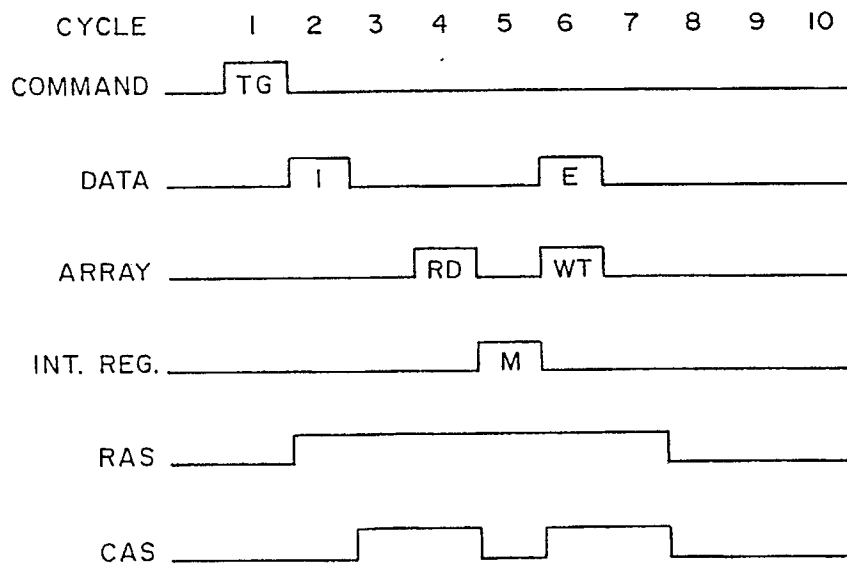 CYCLE 1 2 3 4 5 6 7 8 9 10
COMMAND TG
DATA I E
ARRAY RD WT
INT. REG. M
RAS
CAS